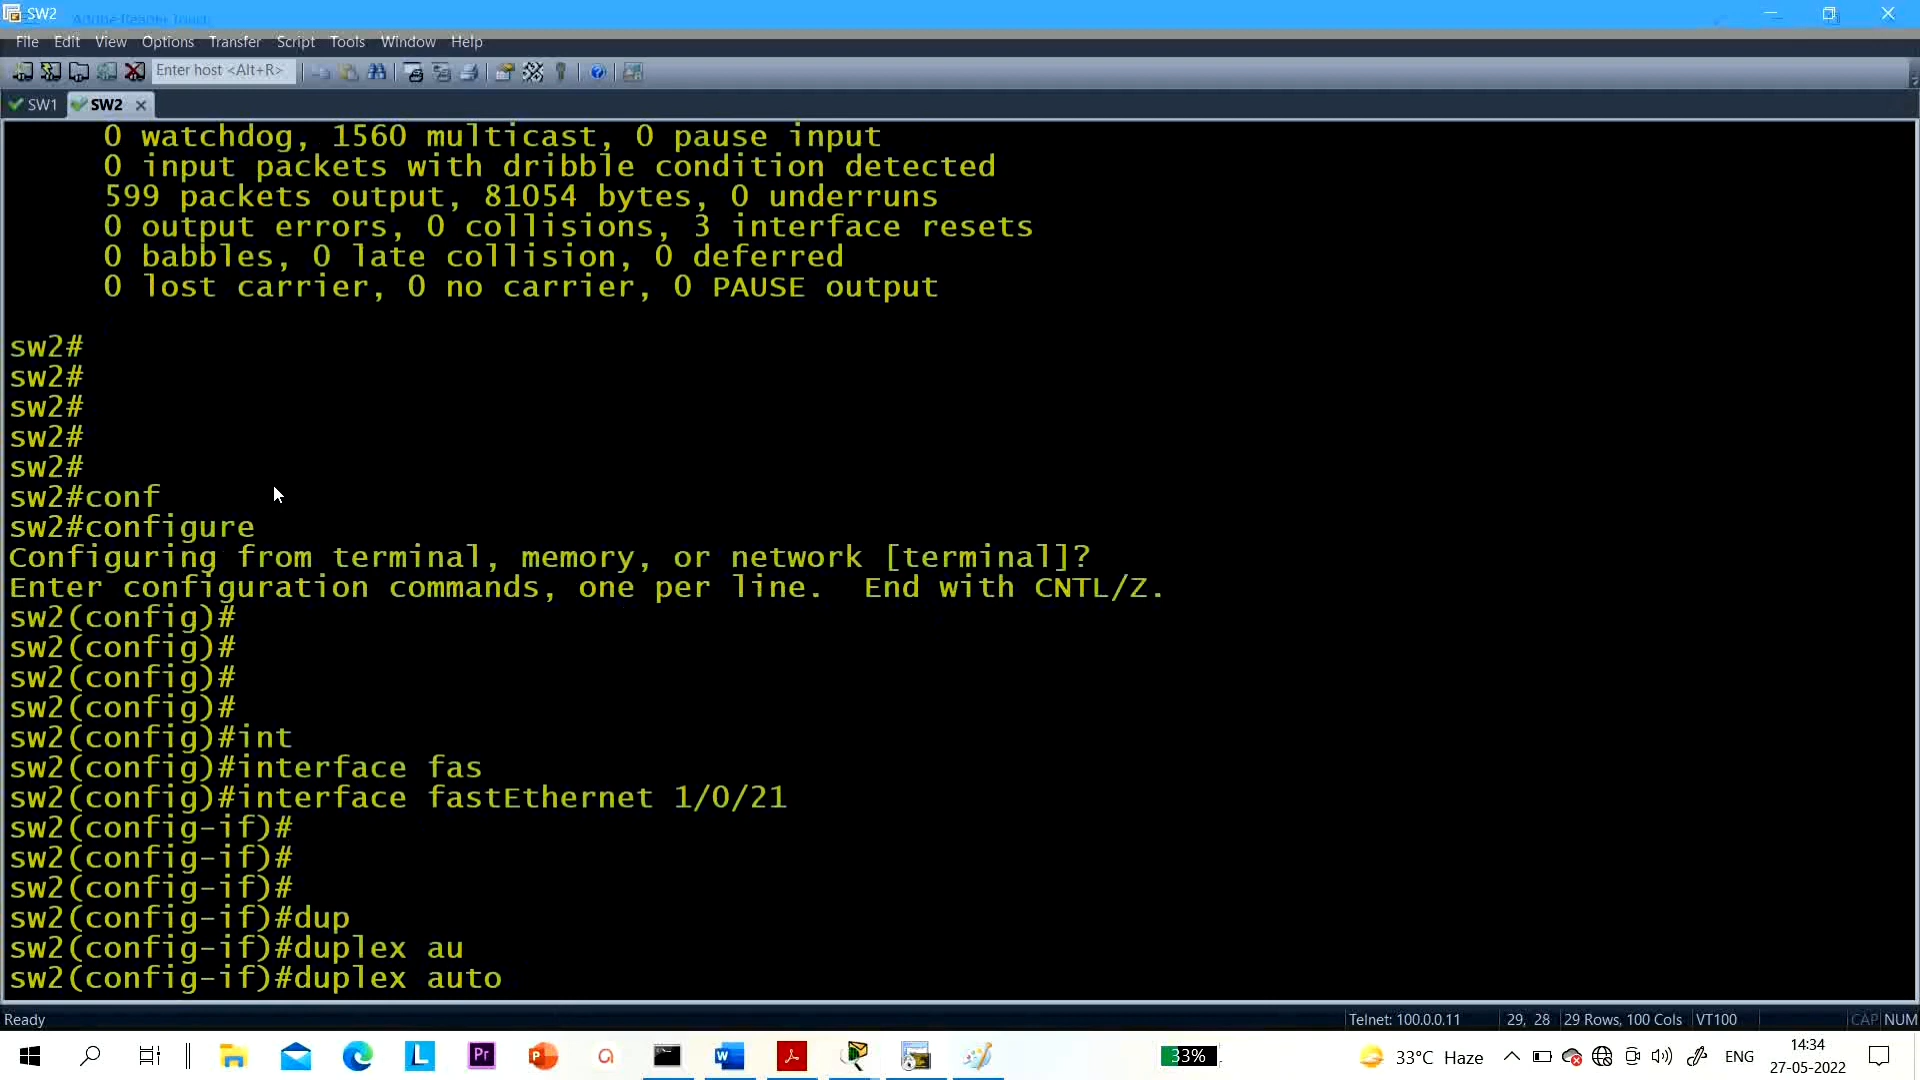 SW2
File Edit View Options Transfer Script Tools Window Help
Enter host <Alt+R>
SW1 SW2
0 watchdog, 1560 multicast, 0 pause input
0 input packets with dribble condition detected
599 packets output, 81054 bytes, 0 underruns
0 output errors, 0 collisions, 3 interface resets
0 babbles, 0 late collision, 0 deferred
0 lost carrier, 0 no carrier, 0 PAUSE output
sw2#
sw2#
sw2#
sw2#
sw2#
sw2#conf
sw2#configure
Configuring from terminal, memory, or network [terminal]?
Enter configuration commands, one per line.  End with CNTL/Z.
sw2(config)#
sw2(config)#
sw2(config)#
sw2(config)#
sw2(config)#int
sw2(config)#interface fas
sw2(config)#interface fastEthernet 1/0/21
sw2(config-if)#
sw2(config-if)#
sw2(config-if)#
sw2(config-if)#dup
sw2(config-if)#duplex au
sw2(config-if)#duplex auto
Ready Telnet: 100.0.0.11 29, 28 29 Rows, 100 Cols VT100 CAP NUM
L Pr P W 33% 33°C Haze ENG 14:34
27-05-2022